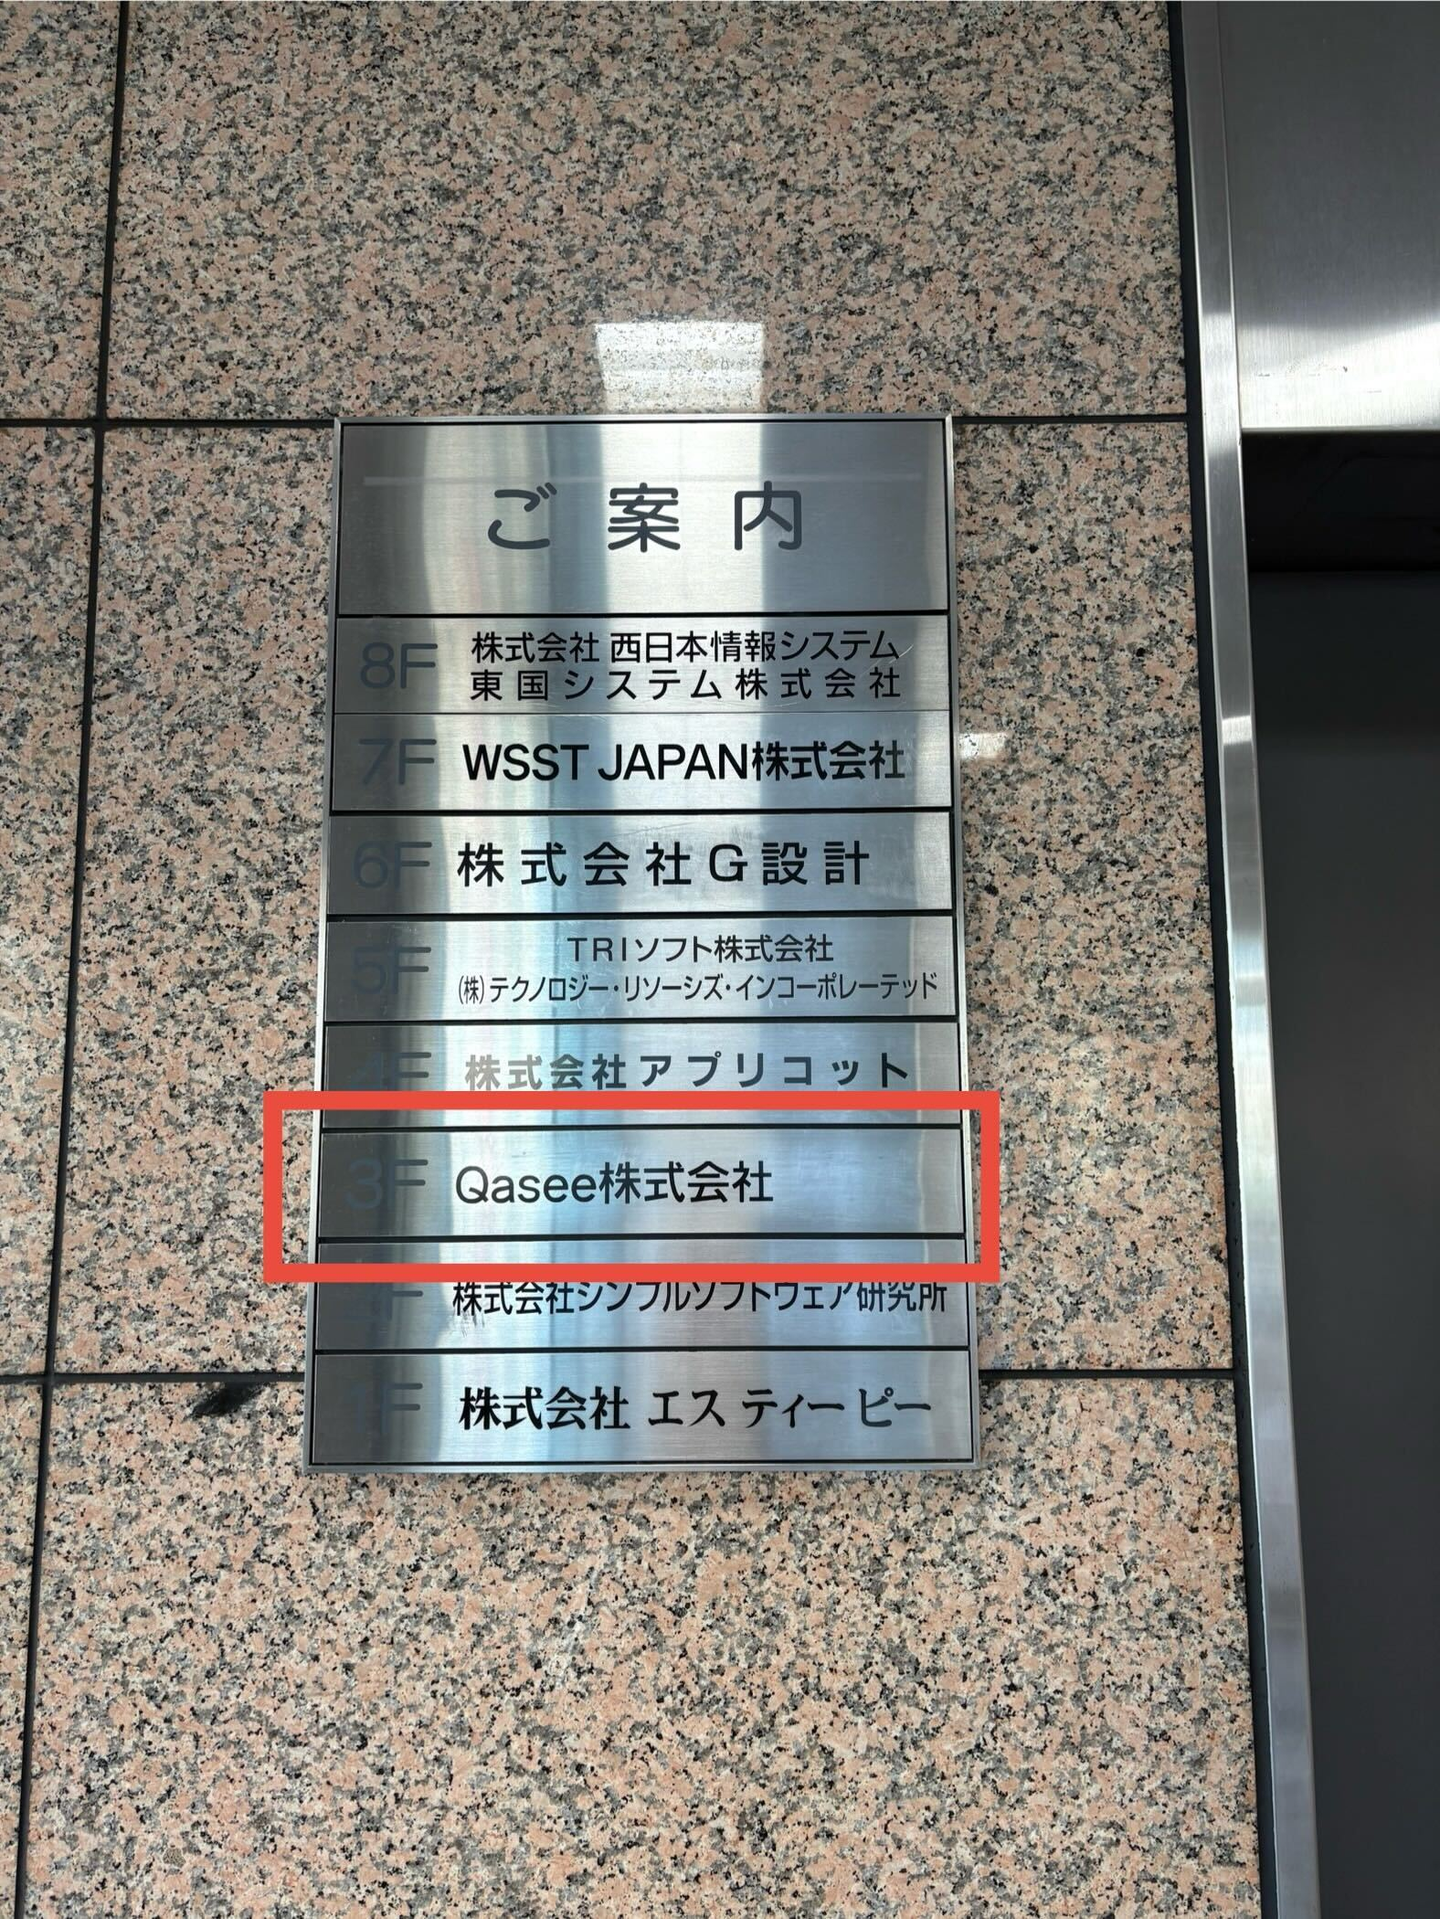 ご案内
8F 株式会社 西日本情報システム
東国システム株式会社
7F WSST JAPAN株式会社
6F 株式会社G設計
5F TRIソフト株式会社
(株)テクノロジー・リソーシズ・インコーポレーテッド
4F 株式会社アプリコット
3F Qasee株式会社
株式会社シンプルソフトウェア研究所
1F 株式会社 エスティーピー